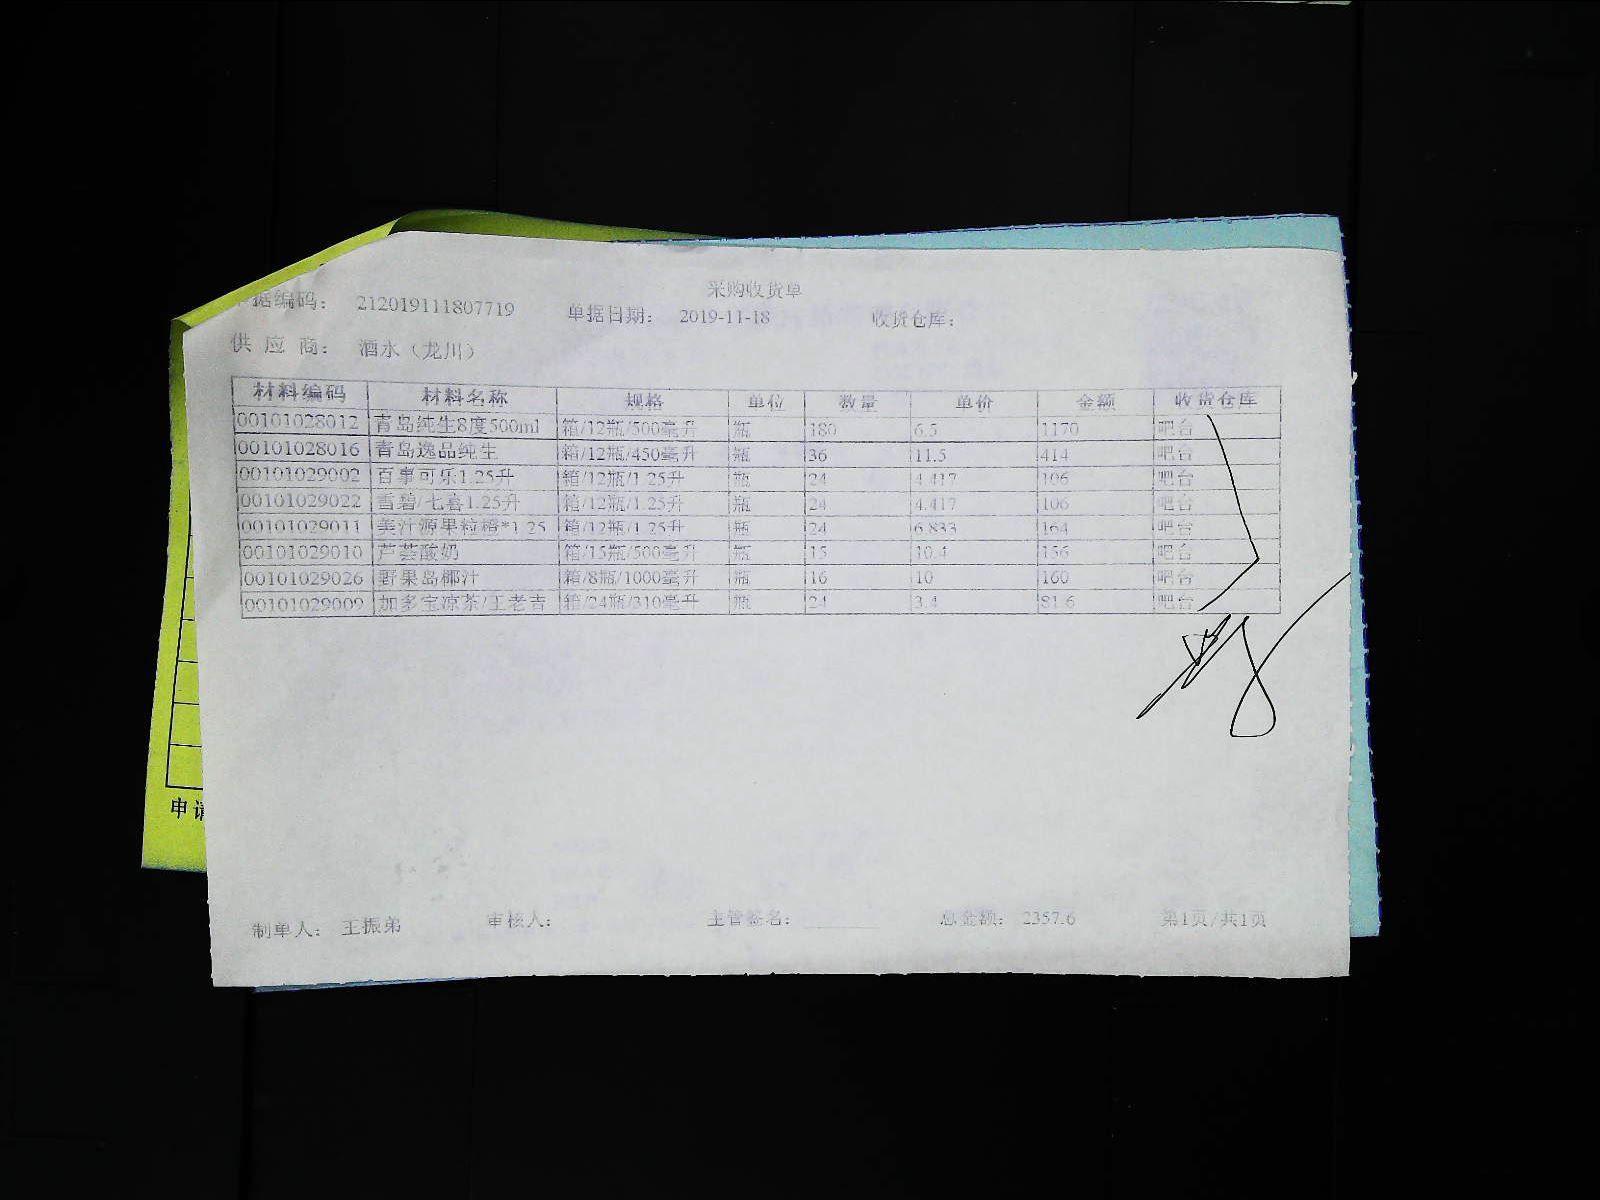 采购收货单
单据编码： 212019111807719 单据日期： 2019-11-18 收货仓库：
供 应 商： 酒水（龙川）
材料编码 材料名称 规格 单位 数量 单价 金额 收货仓库
00101028012 青岛纯生8度500ml 箱/12瓶/500毫升 瓶 180 6.5 1170 吧台
00101028016 青岛逸品纯生 箱/12瓶/450毫升 瓶 36 11.5 414 吧台
00101029002 百事可乐1.25升 箱/12瓶/1.25升 瓶 24 4.417 106 吧台
00101029022 雪碧/七喜1.25升 箱/12瓶/1.25升 瓶 24 4.417 106 吧台
00101029011 美汁源果粒橙*1.25 箱/12瓶/1.25升 瓶 24 6.833 164 吧台
00101029010 芦荟酸奶 箱/15瓶/500毫升 瓶 15 10.4 156 吧台
00101029026 野果岛椰汁 箱/8瓶/1000毫升 瓶 16 10 160 吧台
00101029009 加多宝凉茶/王老吉 箱/24瓶/310毫升 瓶 24 3.4 81.6 吧台
申请
制单人： 王振弟 审核人： 主管签名： 总金额： 2357.6 第1页/共1页